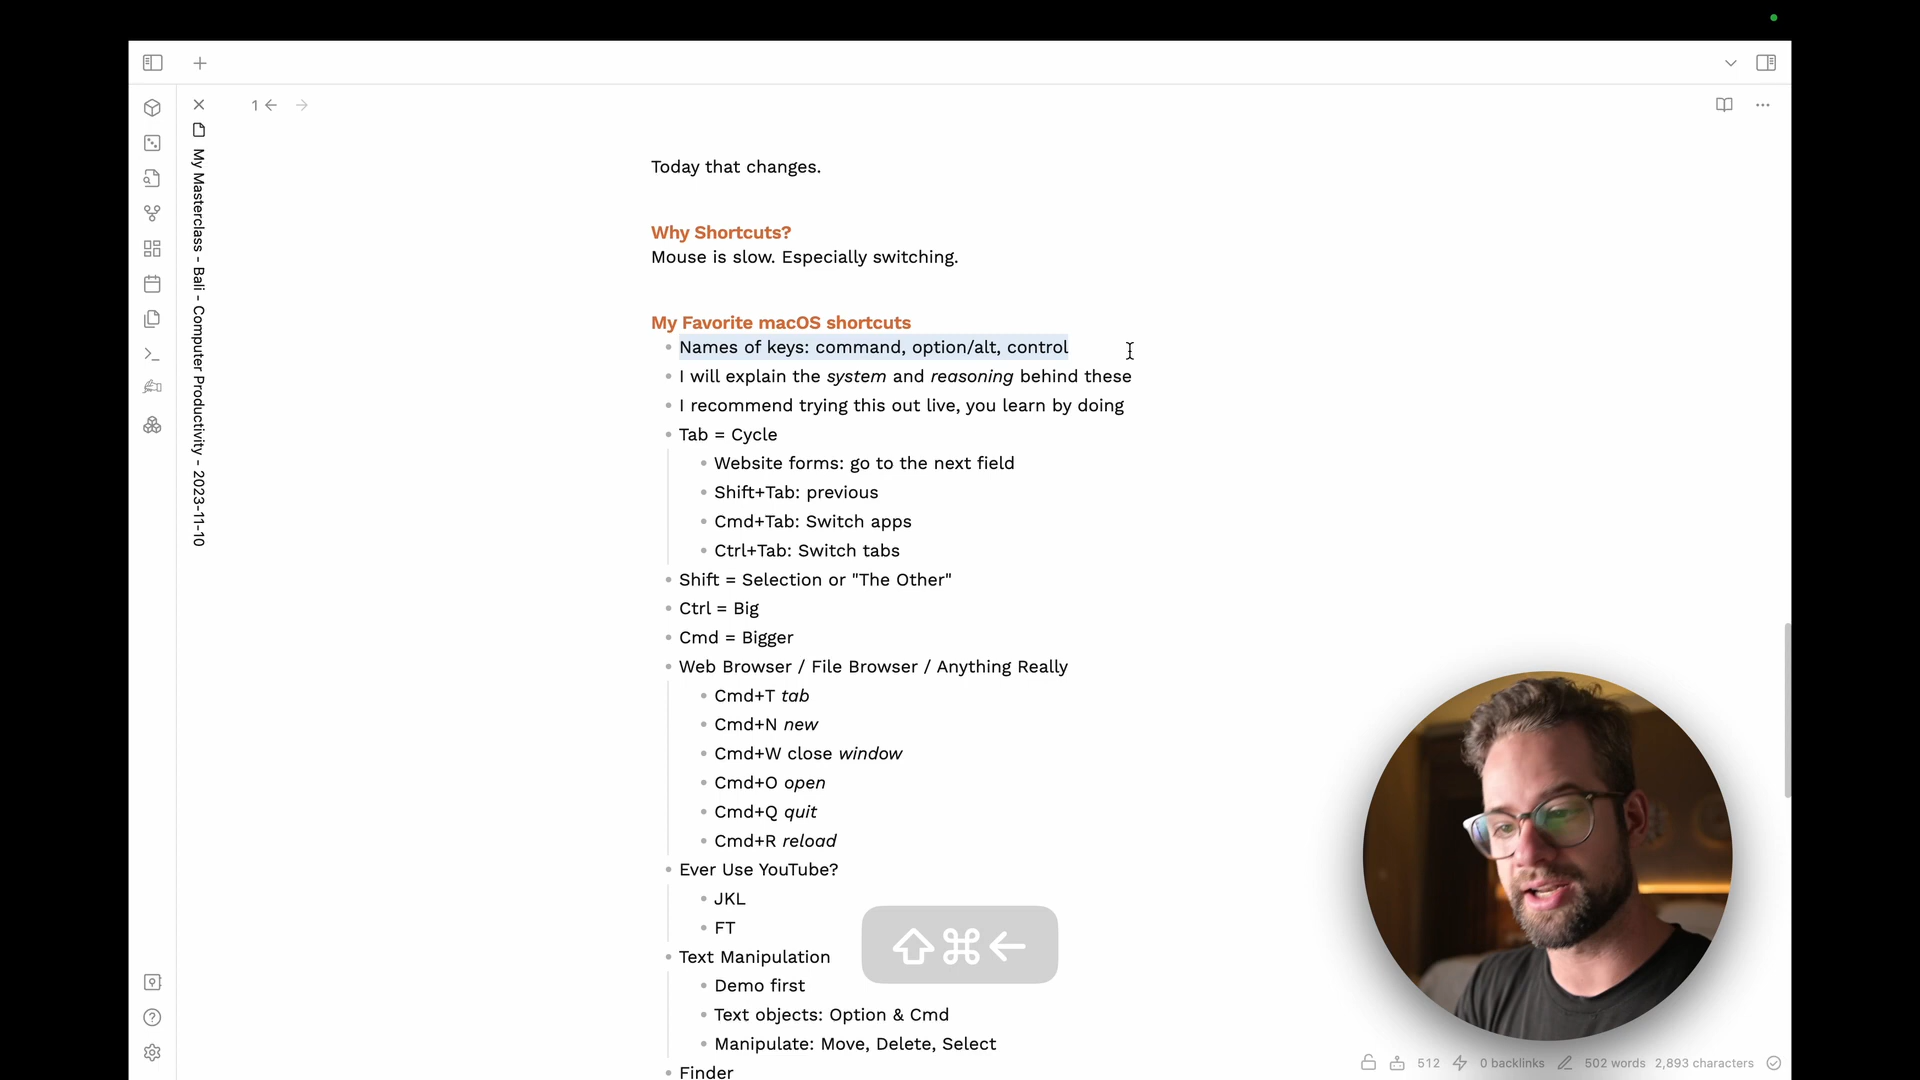 1
My Masterclass - Bali - Computer Productivity - 2023-11-10
Today that changes.
Why Shortcuts?
Mouse is slow. Especially switching.
My Favorite macOS shortcuts
Names of keys: command, option/alt, control
I will explain the system and reasoning behind these
I recommend trying this out live, you learn by doing
Tab = Cycle
Website forms: go to the next field
Shift+Tab: previous
Cmd+Tab: Switch apps
Ctrl+Tab: Switch tabs
Shift = Selection or "The Other"
Ctrl = Big
Cmd = Bigger
Web Browser / File Browser / Anything Really
Cmd+T tab
Cmd+N new
Cmd+W close window
Cmd+O open
Cmd+Q quit
Cmd+R reload
Ever Use YouTube?
JKL
FT
Text Manipulation
Demo first
Text objects: Option & Cmd
Manipulate: Move, Delete, Select
Finder
⇧⌘←
512 0 backlinks 502 words 2,893 characters